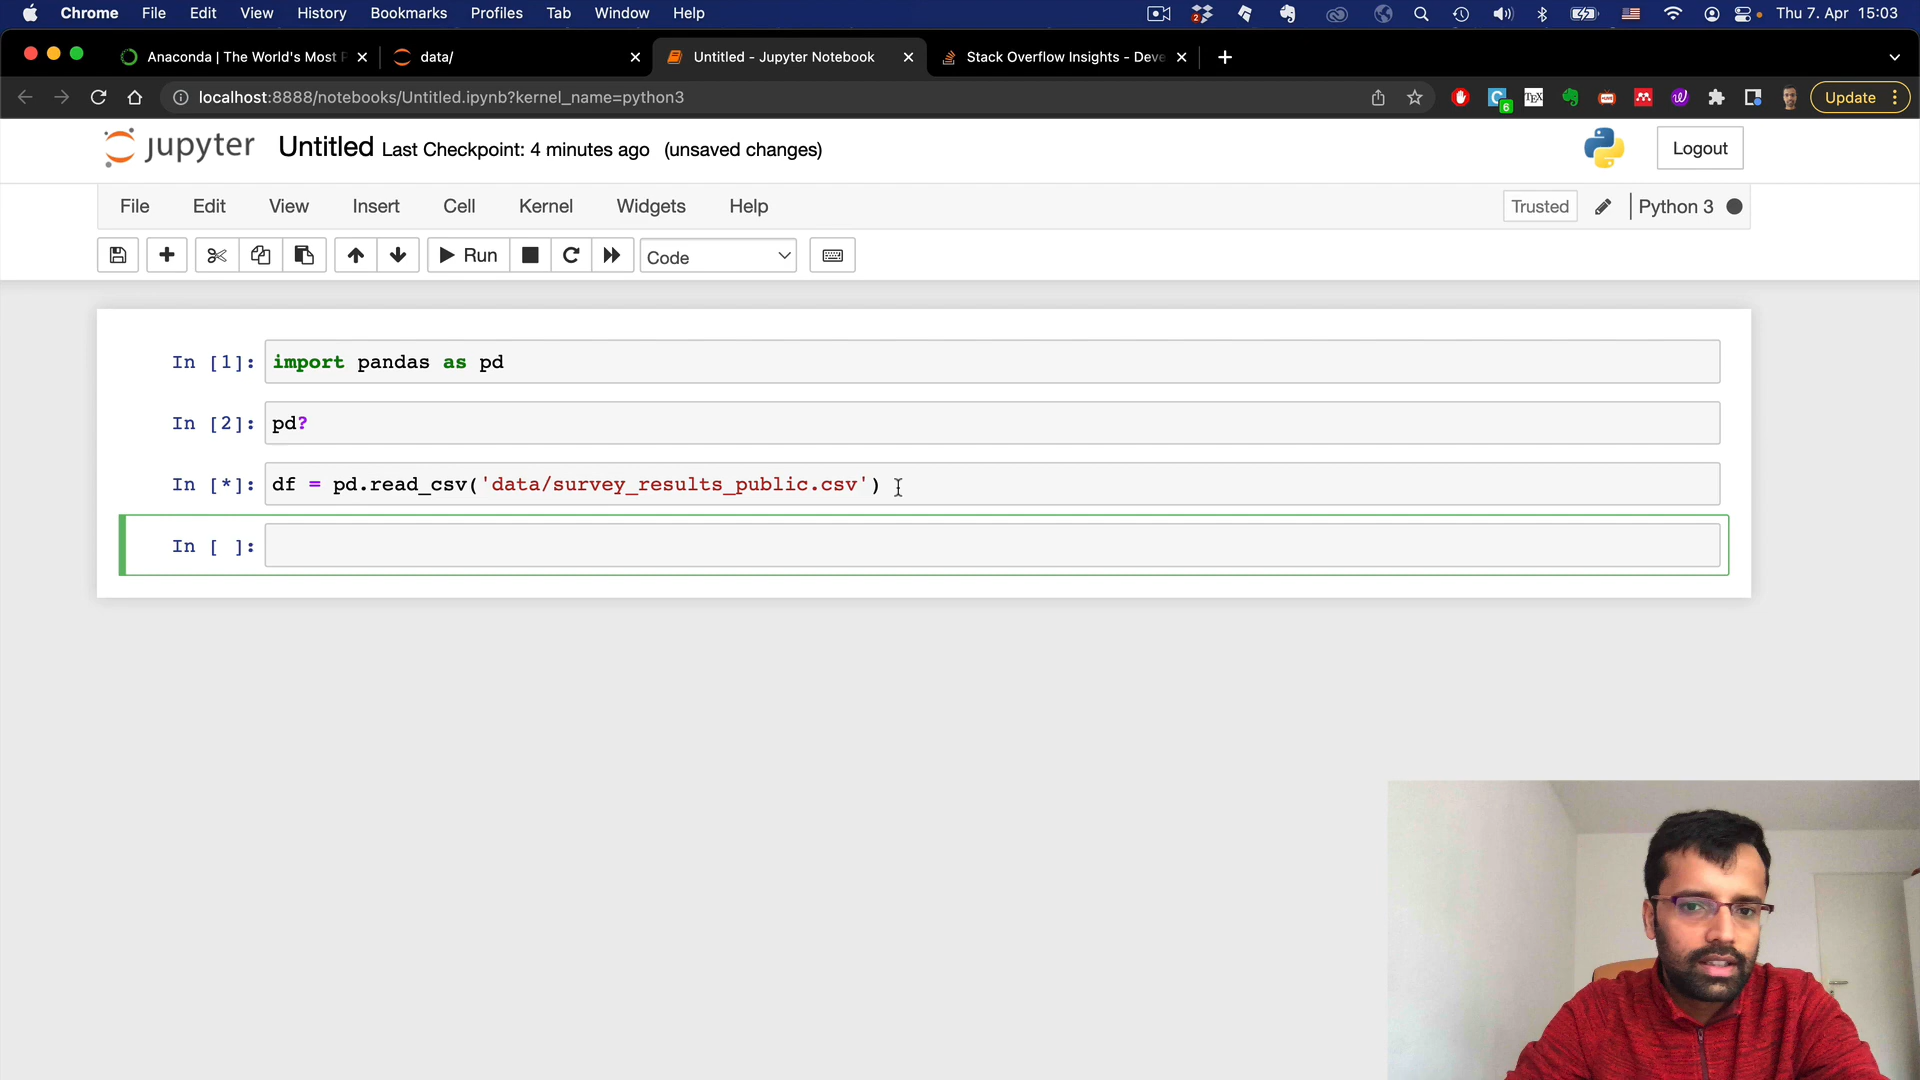 Chrome File Edit View History Bookmarks Profiles Tab Window Help 2 Thu 7. Apr 15:03
Anaconda | The World's Most data/ Untitled - Jupyter Notebook Stack Overflow Insights - Deve
localhost:8888/notebooks/Untitled.ipynb?kernel_name=python3 C 6 TEX Update
jupyter Untitled Last Checkpoint: 4 minutes ago (unsaved changes) Logout
File Edit View Insert Cell Kernel Widgets Help Trusted Python 3
Run Code
In [1]: import pandas as pd
In [2]: pd?
In [*]: df = pd.read_csv('data/survey_results_public.csv')
In [ ]: